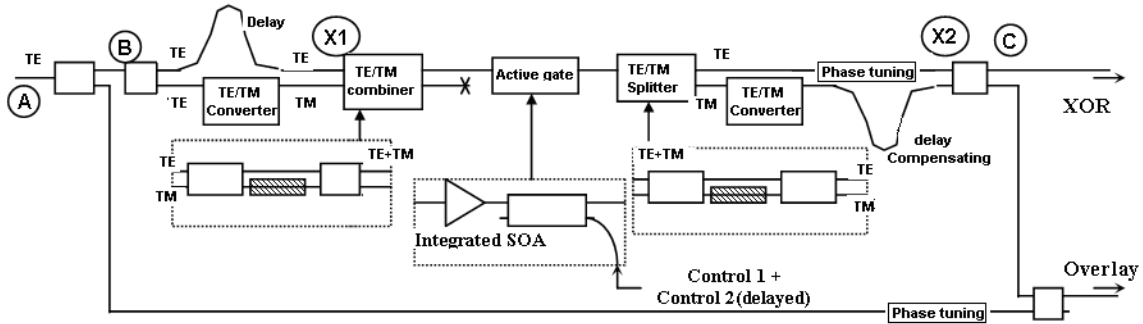 Delay
X1
X2
C
TE
B
TE
TE
TE/TM
combiner
Active gate
TE/TM
Splitter
TE
Phase tuning
A
TE
TE/TM
Converter
TM
TM
TE/TM
Converter
XOR
delay
Compensating
TE
TM
TE+TM
TE+TM
TE
TM
Integrated SOA
Control 1 +
Control 2(delayed)
Overlay
Phase tuning